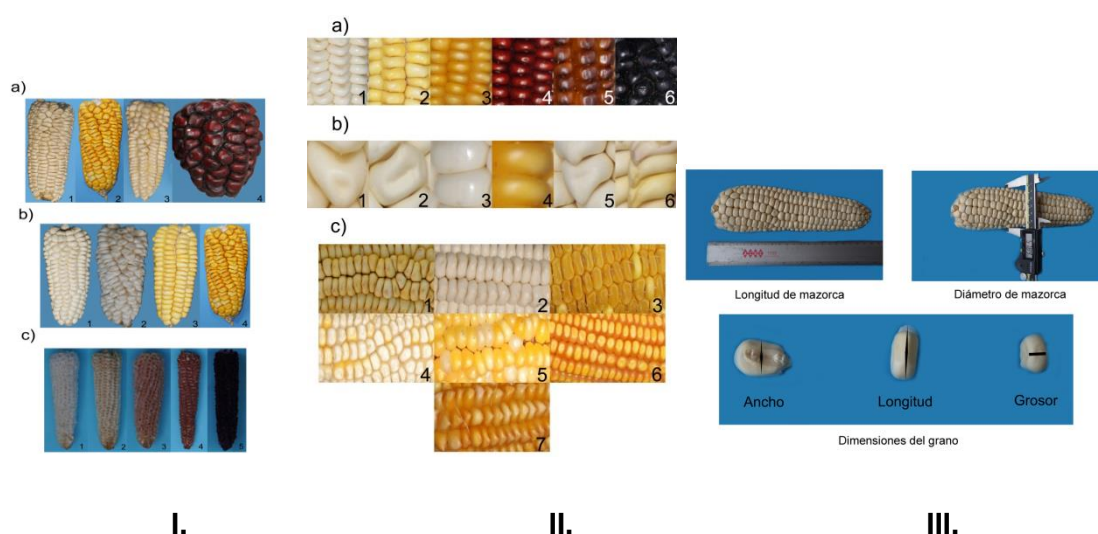 a)
1 2 3 4
b)
1 2 3 4
c)
1 2 3 4 5
I.
a)
1 2 3 4 5 6
b)
1 2 3 4 5 6
c)
1 2 3
4 5 6
7
II.
Longitud de mazorca
Diámetro de mazorca
Ancho Longitud Grosor
Dimensiones del grano
III.